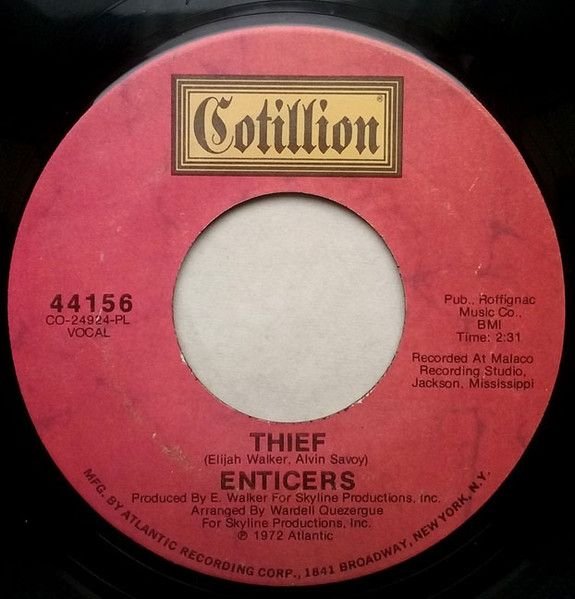 Cotillion®
44156
CO-24924-PL
VOCAL
Pub., Roffignac
Music Co.,
BMI
Time: 2:31
Recorded At Malaco
Recording Studio,
Jackson, Mississippi
THIEF
(Elijah Walker, Alvin Savoy)
ENTICERS
Produced By E. Walker For Skyline Productions, Inc.
Arranged By Wardell Quezergue
For Skyline Productions, Inc.
℗ 1972 Atlantic
MFG. BY ATLANTIC RECORDING CORP., 1841 BROADWAY, NEW YORK, N.Y.